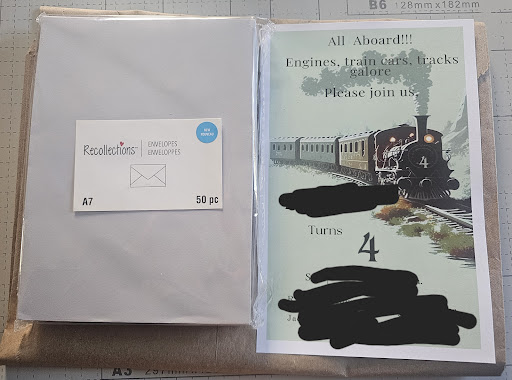 B6 128mm x 182mm
Recollections™
ENVELOPES
ENVELOPPES
A7
50 pc
All Aboard!!!
Engines, train cars, tracks
galore
Please join us.
4
Turns
4
A3